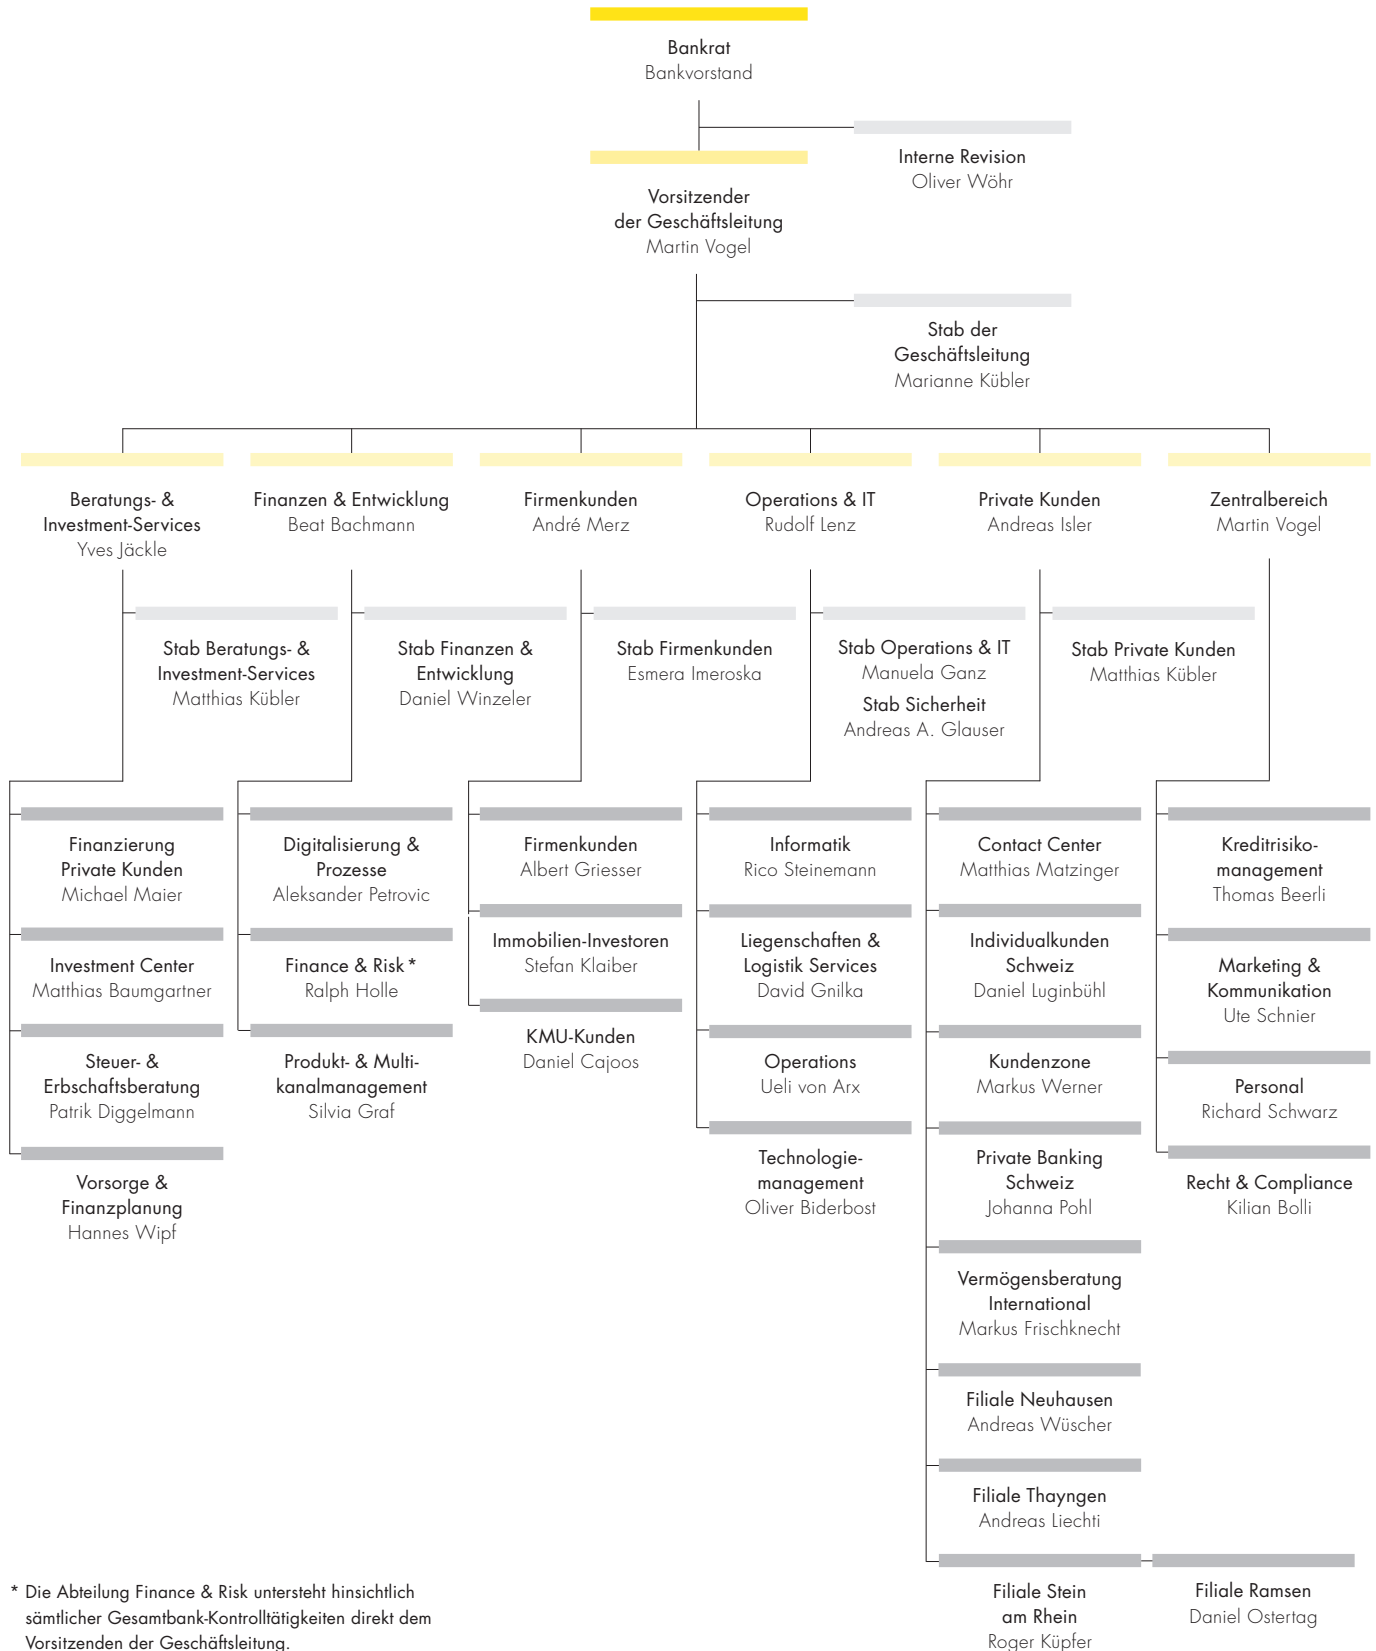 Bankrat
Bankvorstand
Interne Revision
Oliver Wöhr
Vorsitzender
der Geschäftsleitung
Martin Vogel
Stab der
Geschäftsleitung
Marianne Kübler
Beratungs- &
Investment-Services
Yves Jäckle
Finanzen & Entwicklung
Beat Bachmann
Firmenkunden
André Merz
Operations & IT
Rudolf Lenz
Private Kunden
Andreas Isler
Zentralbereich
Martin Vogel
Stab Beratungs- &
Investment-Services
Matthias Kübler
Stab Finanzen &
Entwicklung
Daniel Winzeler
Stab Firmenkunden
Esmera Imeroska
Stab Operations & IT
Manuela Ganz
Stab Sicherheit
Andreas A. Glauser
Stab Private Kunden
Matthias Kübler
Finanzierung
Private Kunden
Michael Maier
Investment Center
Matthias Baumgartner
Steuer- &
Erbschaftsberatung
Patrik Diggelmann
Vorsorge &
Finanzplanung
Hannes Wipf
Digitalisierung &
Prozesse
Aleksander Petrovic
Finance & Risk *
Ralph Holle
Produkt- & Multi-
kanalmanagement
Silvia Graf
Firmenkunden
Albert Griesser
Immobilien-Investoren
Stefan Klaiber
KMU-Kunden
Daniel Cajoos
Informatik
Rico Steinemann
Liegenschaften &
Logistik Services
David Gnilka
Operations
Ueli von Arx
Technologie-
management
Oliver Biderbost
Contact Center
Matthias Matzinger
Individualkunden
Schweiz
Daniel Luginbühl
Kundenzone
Markus Werner
Private Banking
Schweiz
Johanna Pohl
Vermögensberatung
International
Markus Frischknecht
Filiale Neuhausen
Andreas Wüscher
Filiale Thayngen
Andreas Liechti
Filiale Stein
am Rhein
Roger Küpfer
Filiale Ramsen
Daniel Ostertag
Kreditrisiko-
management
Thomas Beerli
Marketing &
Kommunikation
Ute Schnier
Personal
Richard Schwarz
Recht & Compliance
Kilian Bolli
* Die Abteilung Finance & Risk untersteht hinsichtlich
sämtlicher Gesamtbank-Kontrolltätigkeiten direkt dem
Vorsitzenden der Geschäftsleitung.